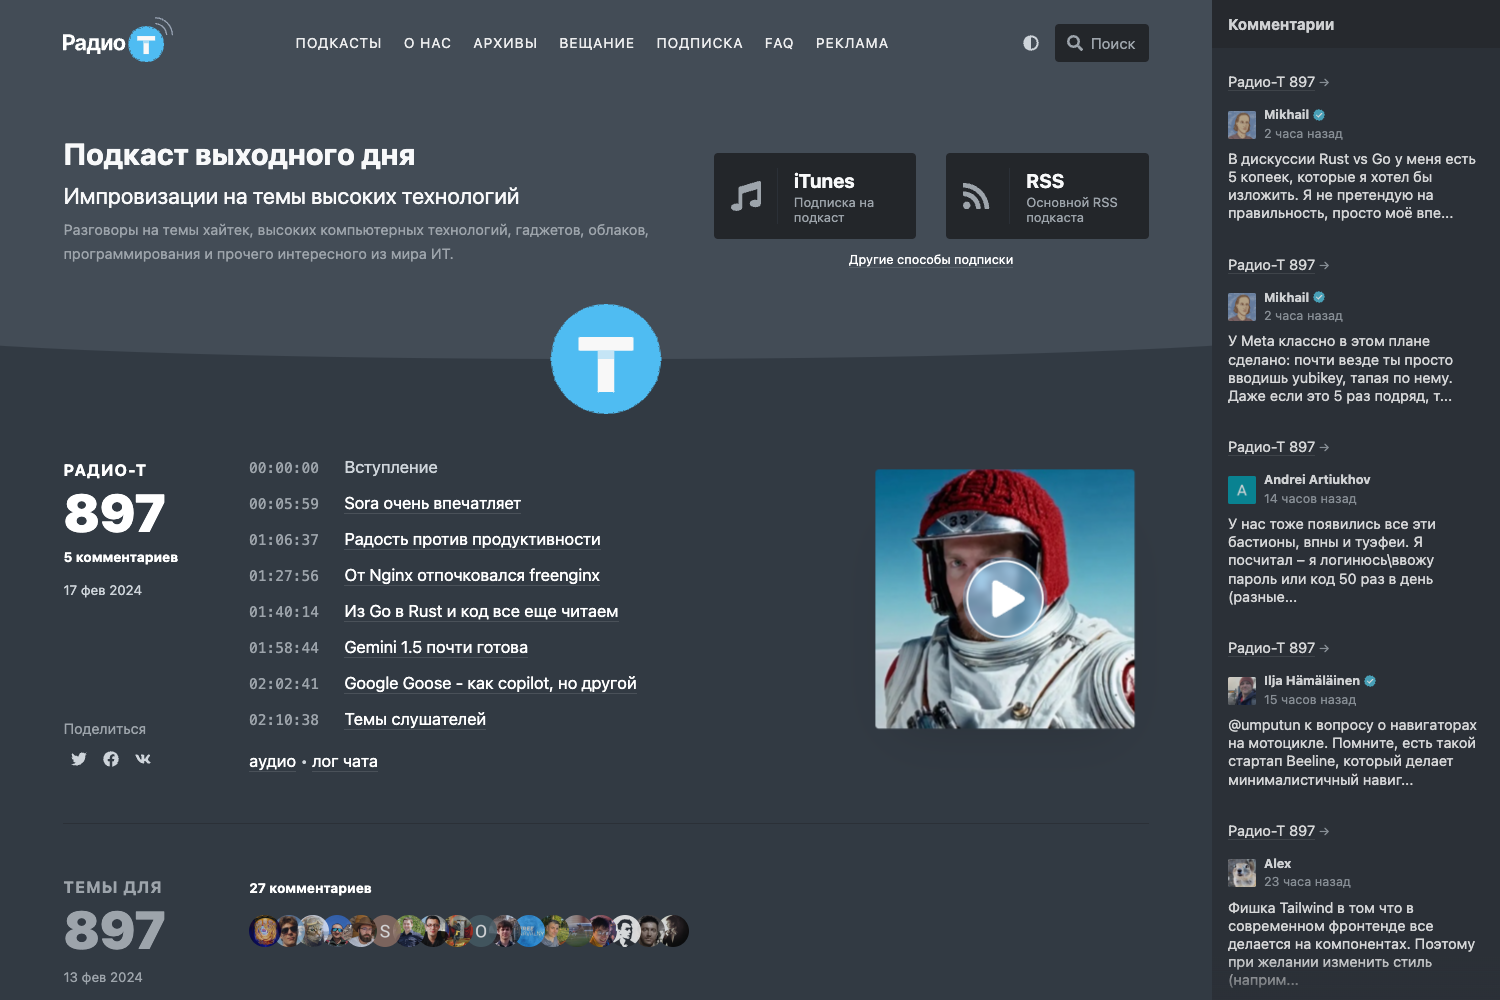 Радио Т
ПОДКАСТЫ О НАС АРХИВЫ ВЕЩАНИЕ ПОДПИСКА FAQ РЕКЛАМА
Поиск
Подкаст выходного дня
Импровизации на темы высоких технологий
Разговоры на темы хайтек, высоких компьютерных технологий, гаджетов, облаков,
программирования и прочего интересного из мира ИТ.
iTunes
Подписка на
подкаст
RSS
Основной RSS
подкаста
Другие способы подписки
Т
РАДИО-Т
897
5 комментариев
17 фев 2024
Поделиться
00:00:00 Вступление
00:05:59 Sora очень впечатляет
01:06:37 Радость против продуктивности
01:27:56 От Nginx отпочковался freenginx
01:40:14 Из Go в Rust и код все еще читаем
01:58:44 Gemini 1.5 почти готова
02:02:41 Google Goose - как copilot, но другой
02:10:38 Темы слушателей
аудио • лог чата
33
ТЕМЫ ДЛЯ
897
13 фев 2024
27 комментариев
S
O
Комментарии
Радио-Т 897 →
Mikhail
2 часа назад
В дискуссии Rust vs Go у меня есть
5 копеек, которые я хотел бы
изложить. Я не претендую на
правильность, просто моё впе...
Радио-Т 897 →
Mikhail
2 часа назад
У Meta классно в этом плане
сделано: почти везде ты просто
вводишь yubikey, тапая по нему.
Даже если это 5 раз подряд, т...
Радио-Т 897 →
A
Andrei Artiukhov
14 часов назад
У нас тоже появились все эти
бастионы, впны и туэфеи. Я
посчитал – я логинюсь\ввожу
пароль или код 50 раз в день
(разные...
Радио-Т 897 →
Ilja Hämäläinen
15 часов назад
@umputun к вопросу о навигаторах
на мотоцикле. Помните, есть такой
стартап Beeline, который делает
минималистичный навиг...
Радио-Т 897 →
Alex
23 часа назад
Фишка Tailwind в том что в
современном фронтенде все
делается на компонентах. Поэтому
при желании изменить стиль
(наприм...